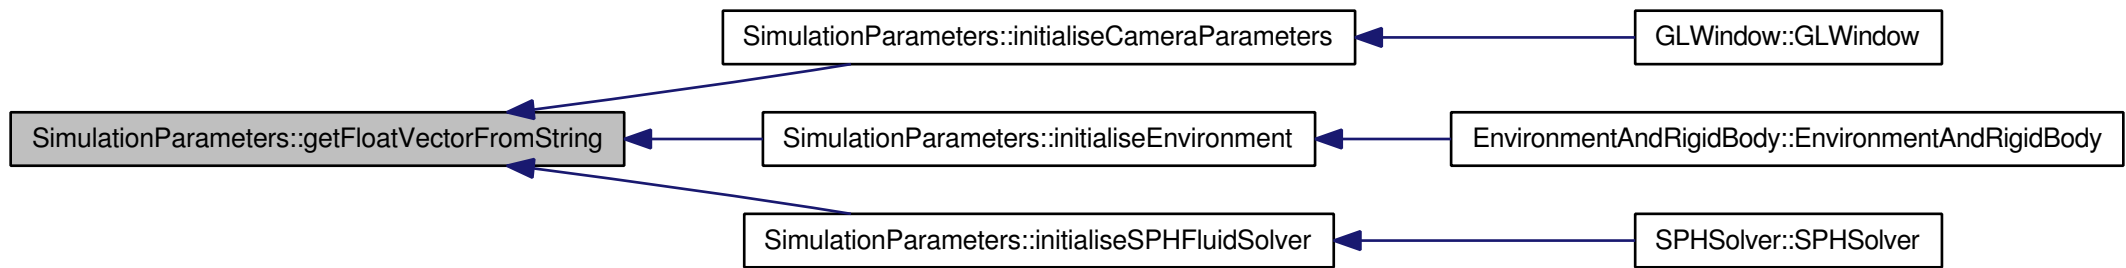 SimulationParameters::initialiseCameraParameters
GLWindow::GLWindow
SimulationParameters::getFloatVectorFromString
SimulationParameters::initialiseEnvironment
EnvironmentAndRigidBody::EnvironmentAndRigidBody
SimulationParameters::initialiseSPHFluidSolver
SPHSolver::SPHSolver